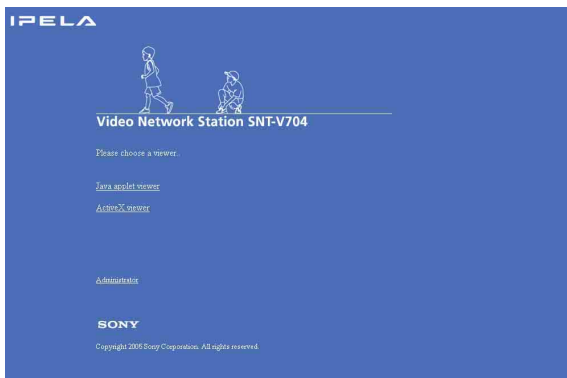 IPELA
Video Network Station SNT-V704
Please choose a viewer.
Java applet viewer
ActiveX viewer
Administrator
SONY
Copyright 2005 Sony Corporation. All rights reserved.